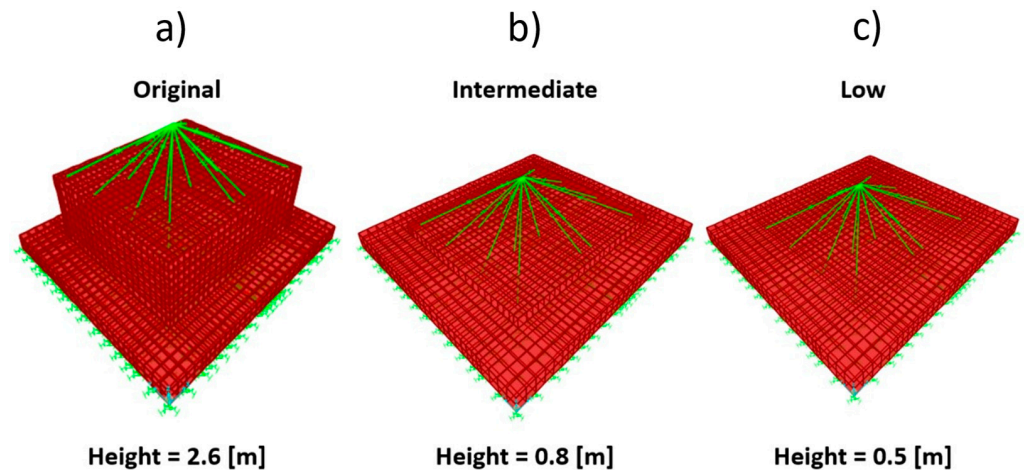 a)
b)
c)
Original
Intermediate
Low
Height = 2.6 [m]
Height = 0.8 [m]
Height = 0.5 [m]